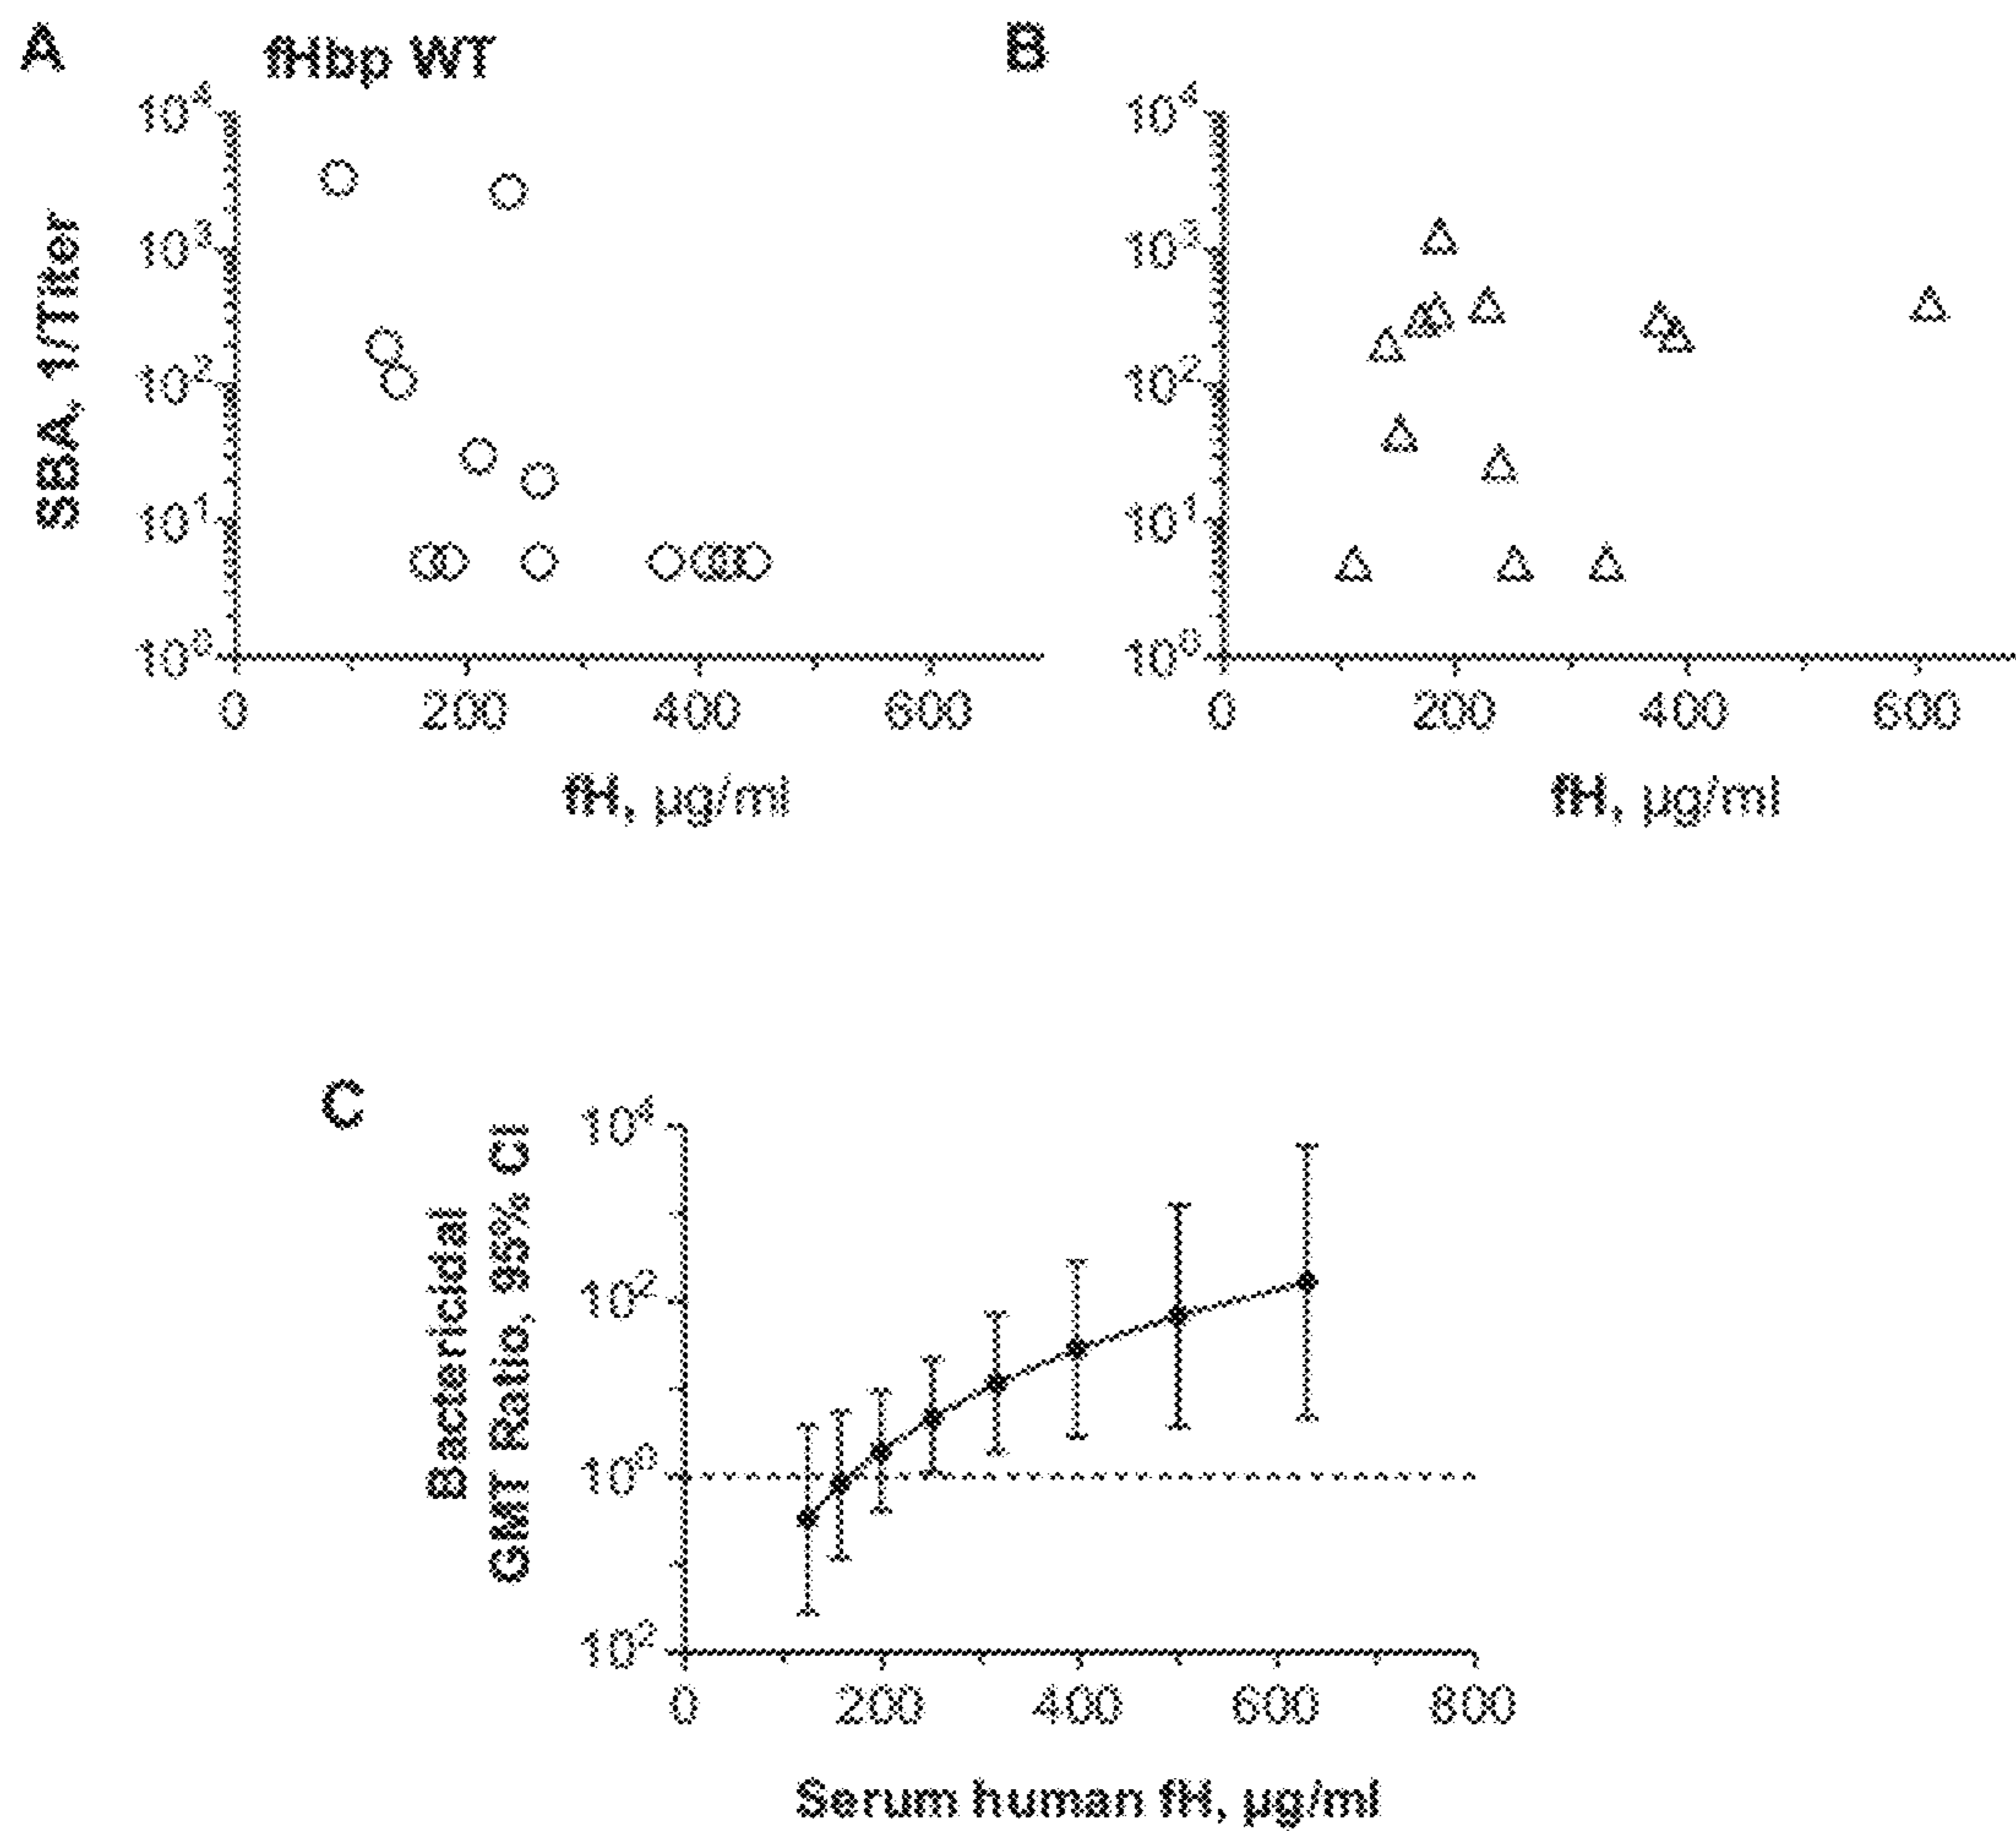 A
fHbp WT
10⁴
10³
10²
10¹
10⁰
SBA, 1/Titer
0 200 400 600
fH, µg/ml
B
10⁴
10³
10²
10¹
10⁰
0 200 400 600
fH, µg/ml
C
10⁴
10²
10⁰
10²
Bactericidal
GMT Ratio, 95% CI
0 200 400 600 800
Serum human fH, µg/ml